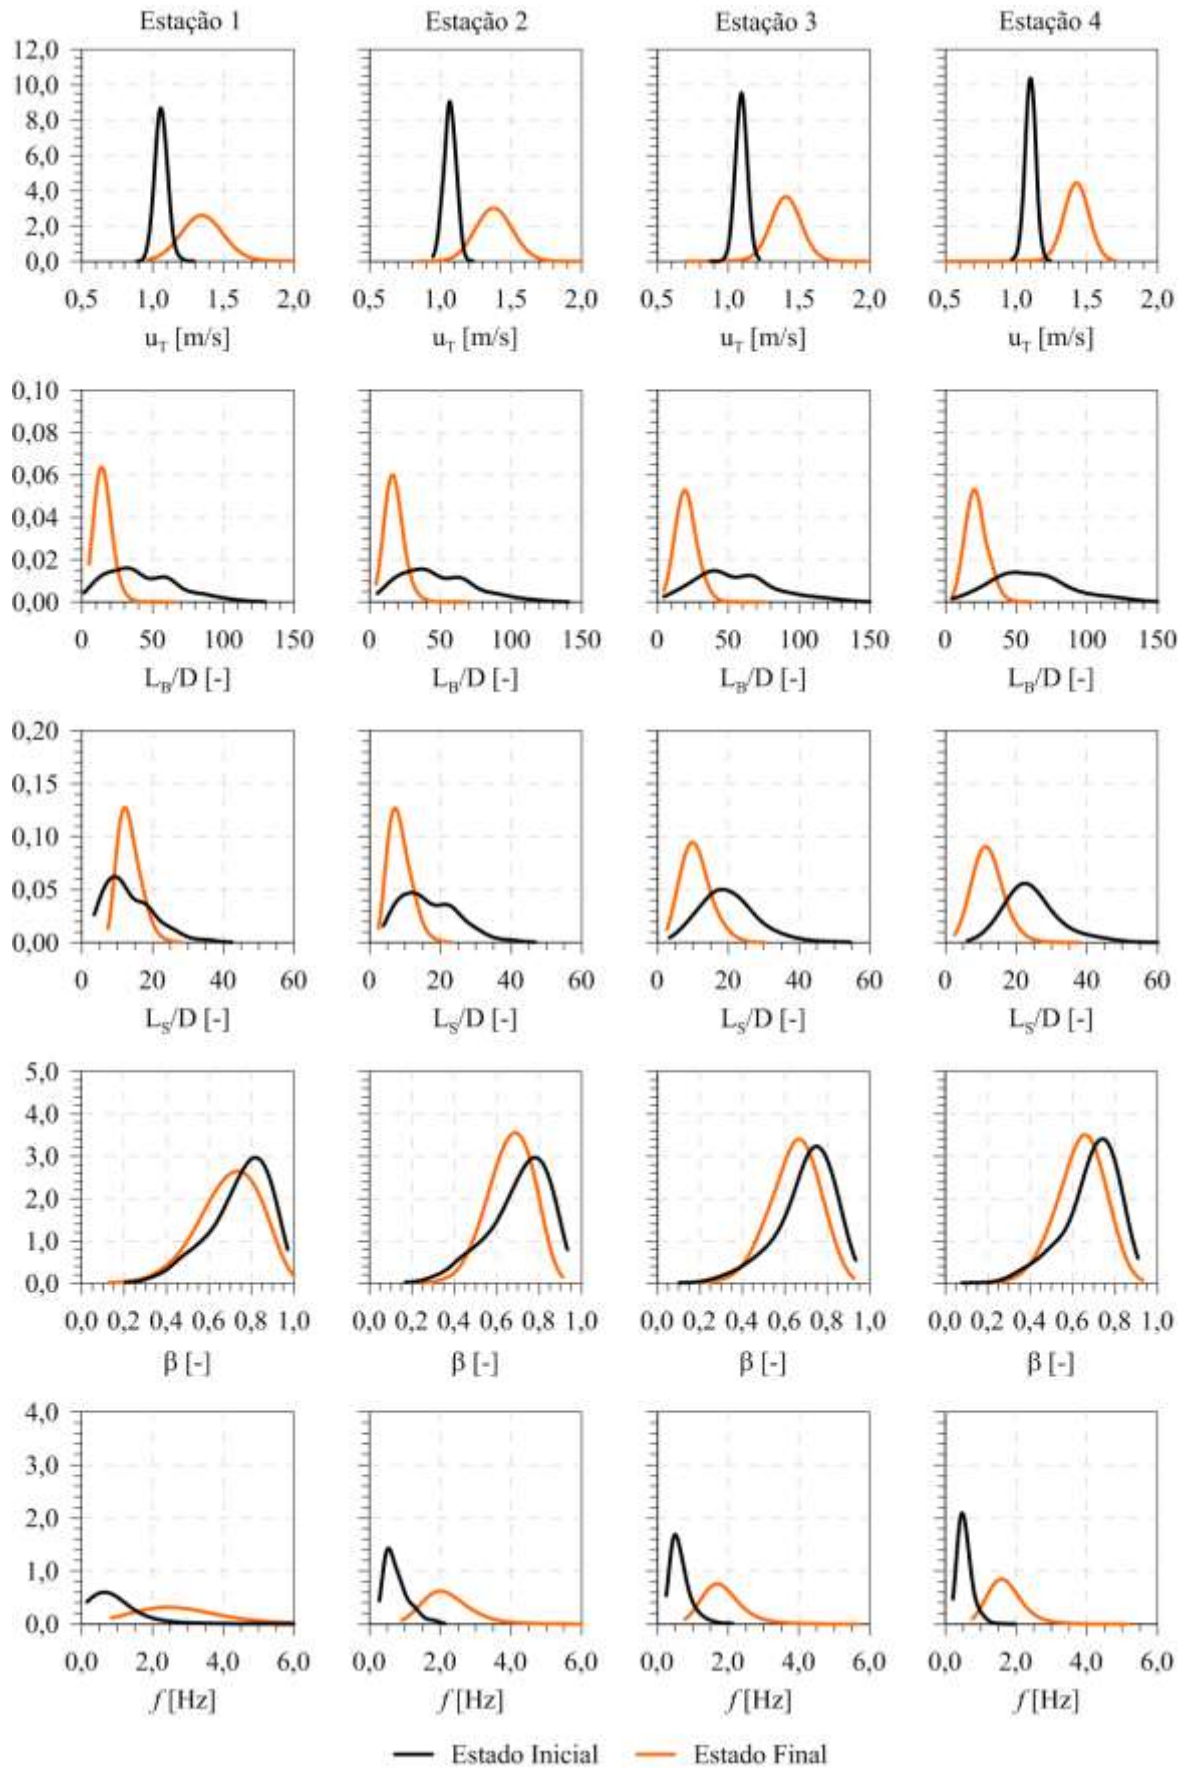 Estação 1 Estação 2 Estação 3 Estação 4
12,0
10,0
8,0
6,0
4,0
2,0
0,0
0,5 1,0 1,5 2,0 0,5 1,0 1,5 2,0 0,5 1,0 1,5 2,0 0,5 1,0 1,5 2,0
u_T [m/s] u_T [m/s] u_T [m/s] u_T [m/s]
0,10
0,08
0,06
0,04
0,02
0,00
0 50 100 150 0 50 100 150 0 50 100 150 0 50 100 150
L_B/D [-] L_B/D [-] L_B/D [-] L_B/D [-]
0,20
0,15
0,10
0,05
0,00
0 20 40 60 0 20 40 60 0 20 40 60 0 20 40 60
L_S/D [-] L_S/D [-] L_S/D [-] L_S/D [-]
5,0
4,0
3,0
2,0
1,0
0,0
0,0 0,2 0,4 0,6 0,8 1,0 0,0 0,2 0,4 0,6 0,8 1,0 0,0 0,2 0,4 0,6 0,8 1,0 0,0 0,2 0,4 0,6 0,8 1,0
β [-] β [-] β [-] β [-]
4,0
3,0
2,0
1,0
0,0
0,0 2,0 4,0 6,0 0,0 2,0 4,0 6,0 0,0 2,0 4,0 6,0 0,0 2,0 4,0 6,0
f [Hz] f [Hz] f [Hz] f [Hz]
Estado Inicial Estado Final